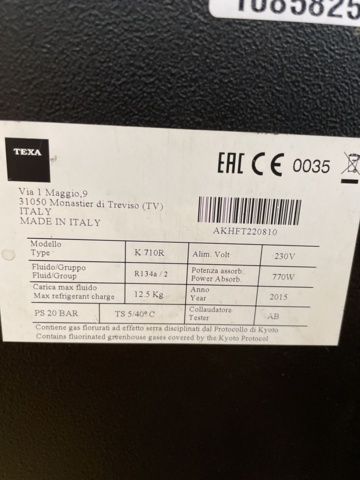 1085825
TEXA
EAC CE 0035
Via 1 Maggio,9
31050 Monastier di Treviso (TV)
ITALY
MADE IN ITALY
AKHFT220810
Modello
Type
K 710R
Alim. Volt
230V
Fluido/Gruppo
Fluid/Group
R134a / 2
Potenza assorb.
Power Absorb.
770W
Carica max fluido
Max refrigerant charge
12.5 Kg
Anno
Year
2015
PS 20 BAR
TS 5/40° C
Collaudatore
Tester
AB
Contiene gas florurati ad effetto serra disciplinati dal Protocollo di Kyoto
Contains fluorinated greenhouse gases covered by the Kyoto Protocol